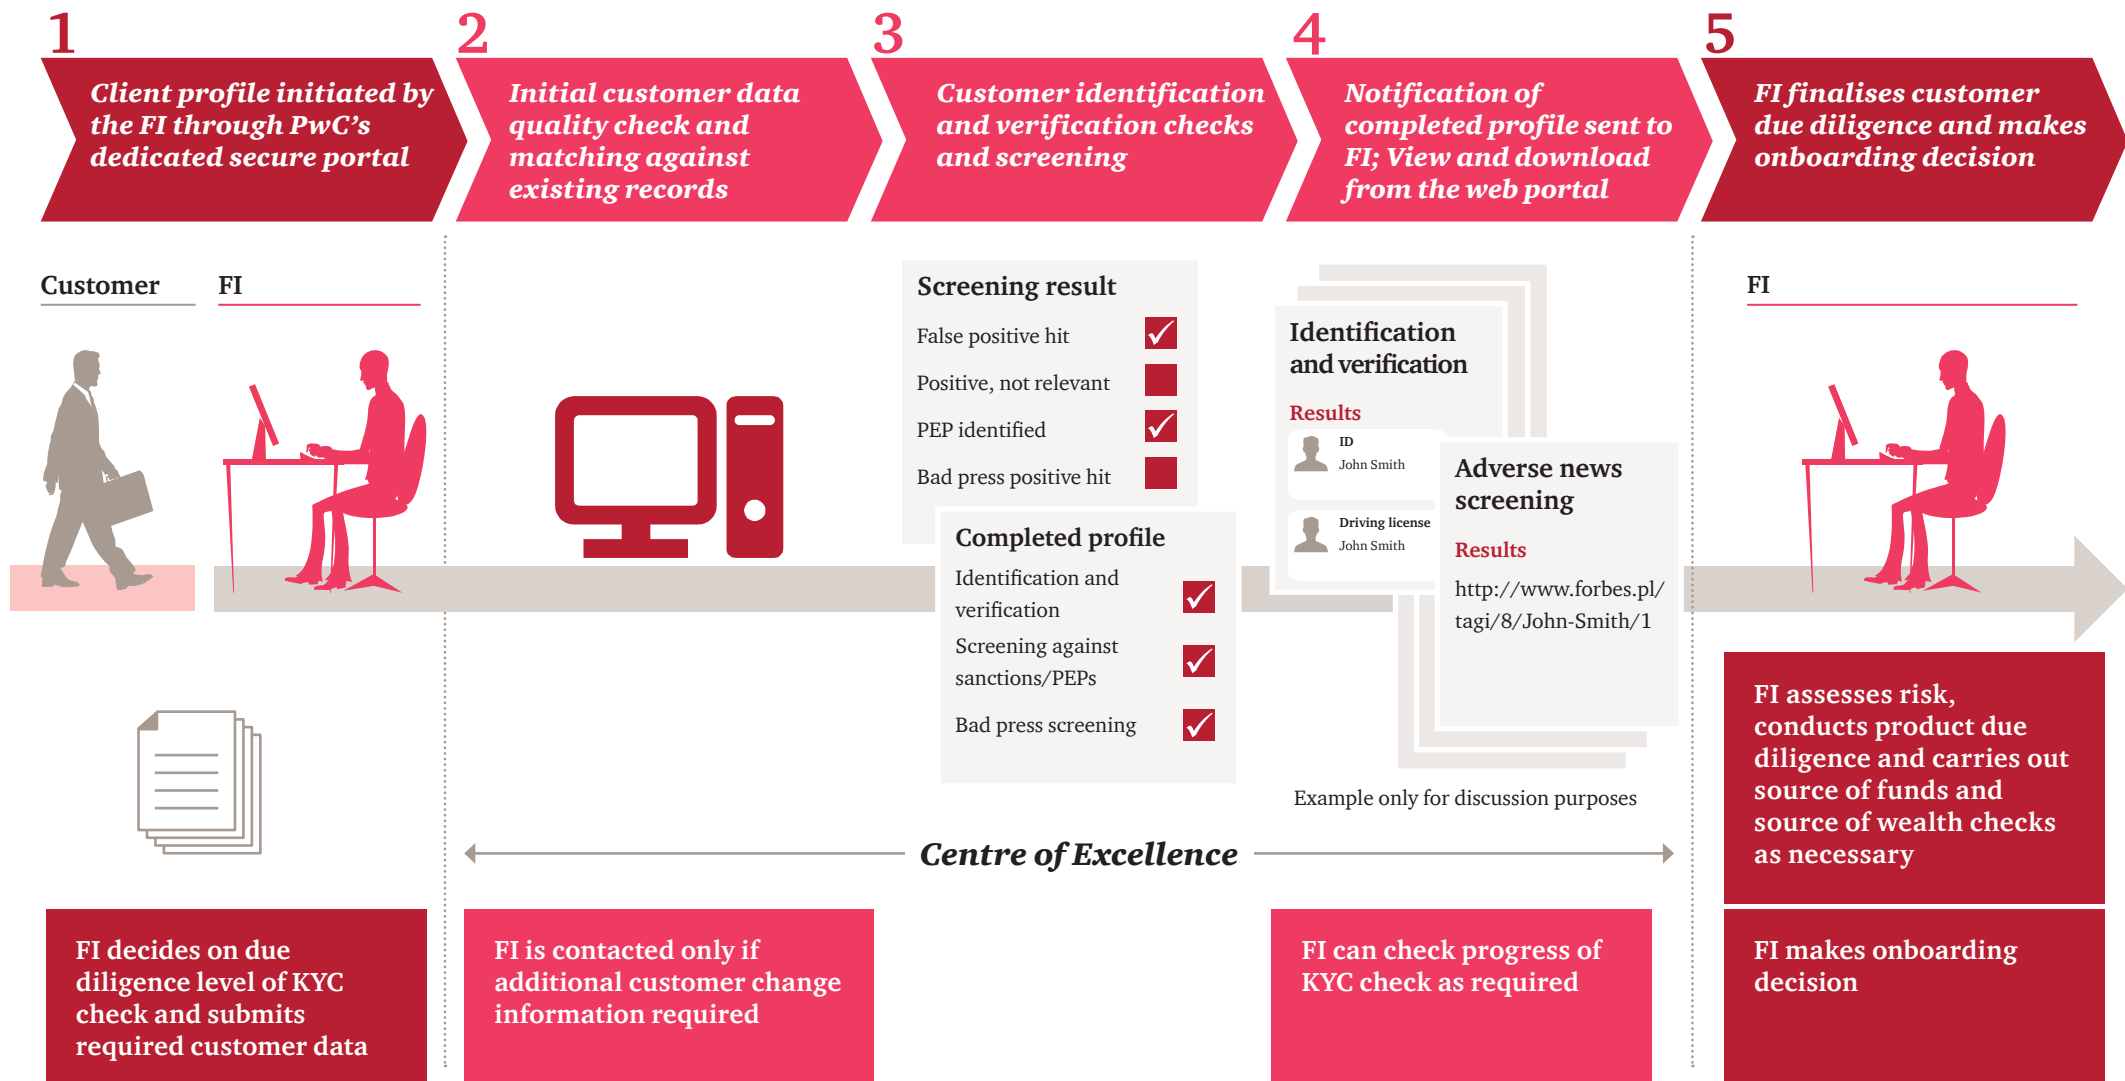 1
Client profile initiated by
the FI through PwC's
dedicated secure portal
2
Initial customer data
quality check and
matching against
existing records
3
Customer identification
and verification checks
and screening
4
Notification of
completed profile sent to
FI; View and download
from the web portal
5
FI finalises customer
due diligence and makes
onboarding decision
Customer
FI
Screening result
False positive hit
Positive, not relevant
PEP identified
Bad press positive hit
Completed profile
Identification and
verification
Screening against
sanctions/PEPs
Bad press screening
Identification
and verification
Results
ID
John Smith
Driving license
John Smith
Adverse news
screening
Results
http://www.forbes.pl/
tagi/8/John-Smith/1
Example only for discussion purposes
FI
Centre of Excellence
FI decides on due
diligence level of KYC
check and submits
required customer data
FI is contacted only if
additional customer change
information required
FI can check progress of
KYC check as required
FI assesses risk,
conducts product due
diligence and carries out
source of funds and
source of wealth checks
as necessary
FI makes onboarding
decision